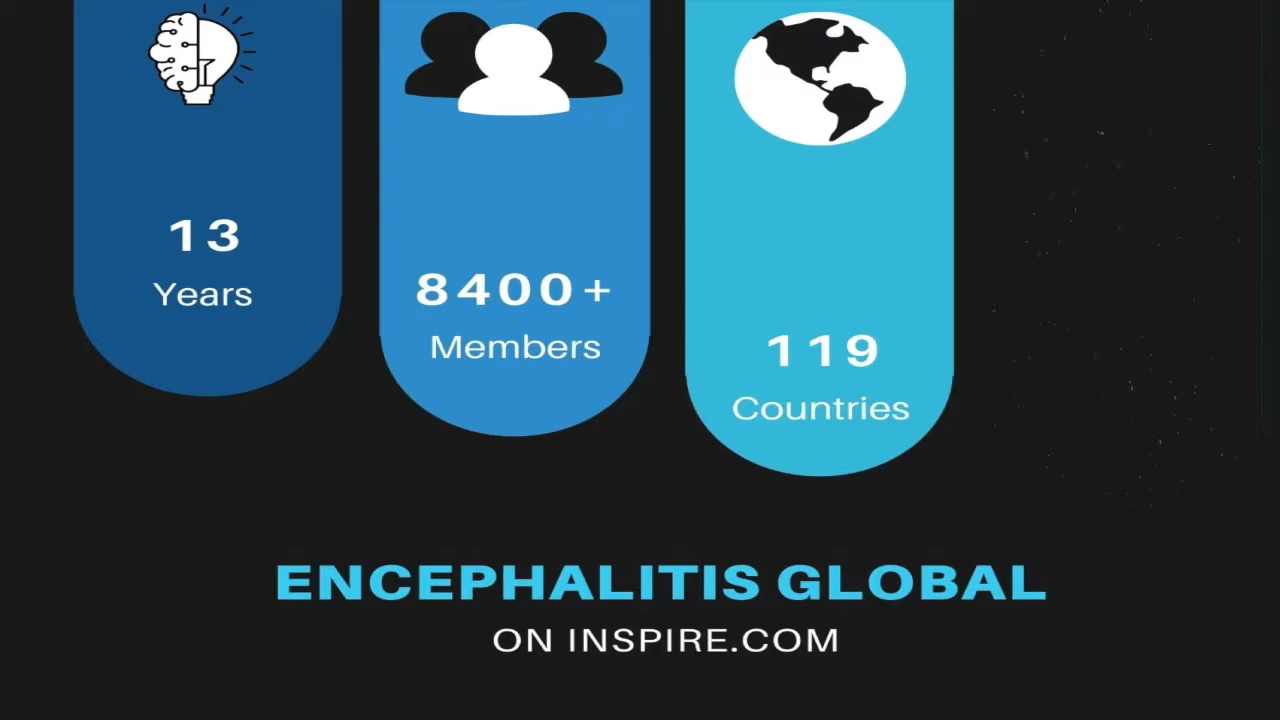 13
Years
8400+
Members
119
Countries
ENCEPHALITIS GLOBAL
ON INSPIRE.COM